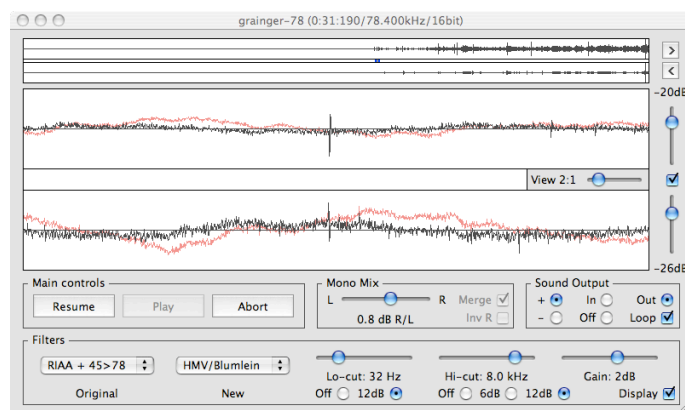 grainger-78 (0:31:190/78.400kHz/16bit)
>
<
-20dB
View 2:1
-26dB
Main controls
Resume Play Abort
Mono Mix
L R Merge
0.8 dB R/L Inv R
Sound Output
+ In Out
- Off Loop
Filters
RIAA + 45>78 HMV/Blumlein
Original New
Lo-cut: 32 Hz Hi-cut: 8.0 kHz Gain: 2dB
Off 12dB Off 6dB 12dB Display